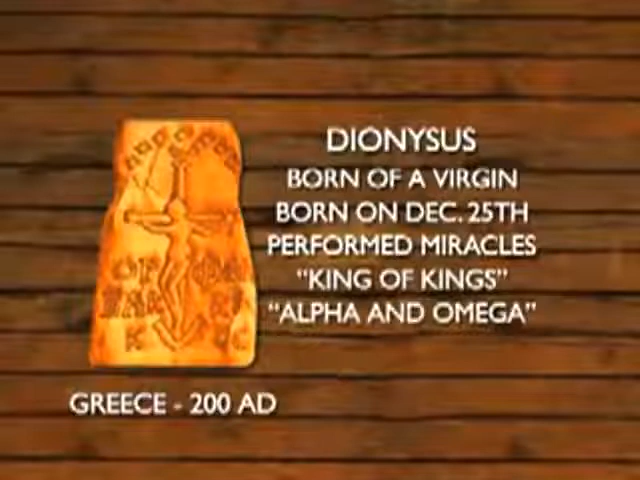 DIONYSUS
BORN OF A VIRGIN
BORN ON DEC. 25TH
PERFORMED MIRACLES
“KING OF KINGS”
“ALPHA AND OMEGA”
GREECE - 200 AD